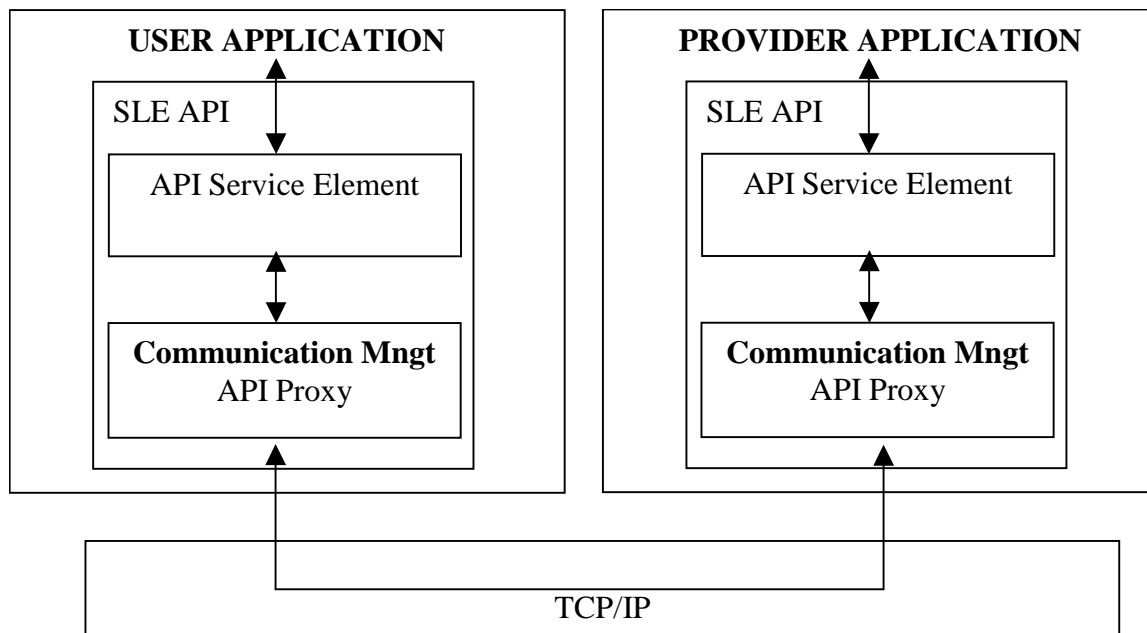 USER APPLICATION
SLE API
API Service Element
Communication Mngt
API Proxy
PROVIDER APPLICATION
SLE API
API Service Element
Communication Mngt
API Proxy
TCP/IP